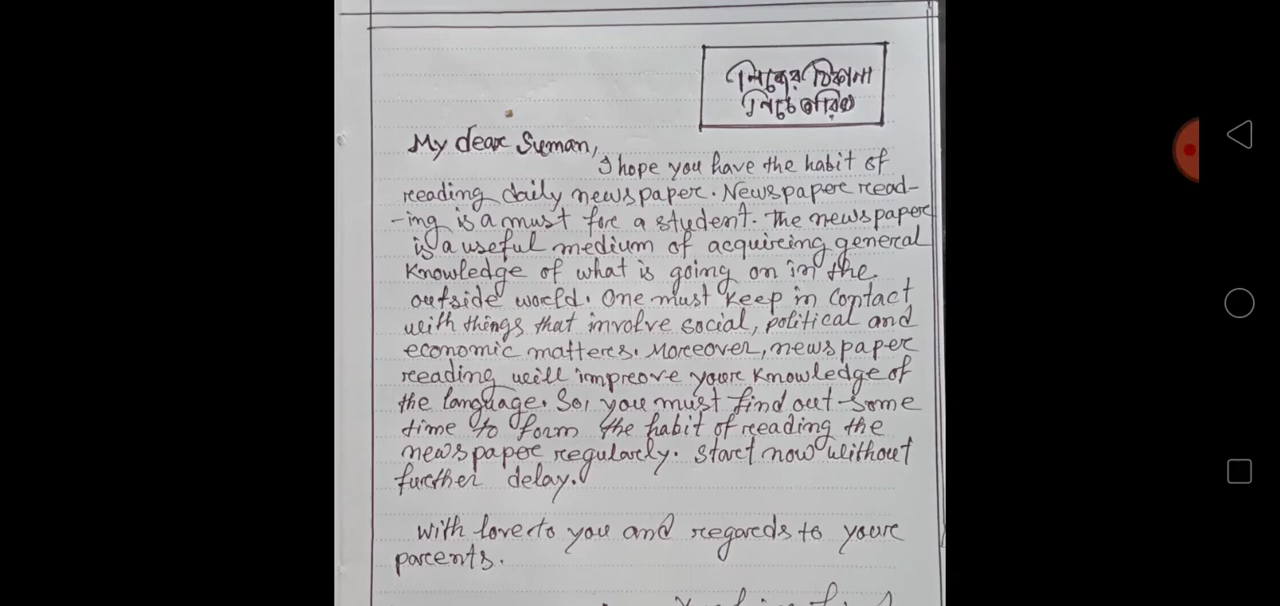 নিজের ঠিকানা
নিচে তারিখ
My dear Suman,
I hope you have the habit of
reading daily newspaper. Newspaper read-
-ing is a must for a student. The newspaper
is a useful medium of acquiring general
Knowledge of what is going on in the
outside world. One must keep in contact
with things that involve social, political and
economic matters. Moreover, newspaper
reading will improve your knowledge of
the language. So, you must find out some
time to form the habit of reading the
newspaper regularly. Start now without
further delay.
With love to you and regards to your
parents.